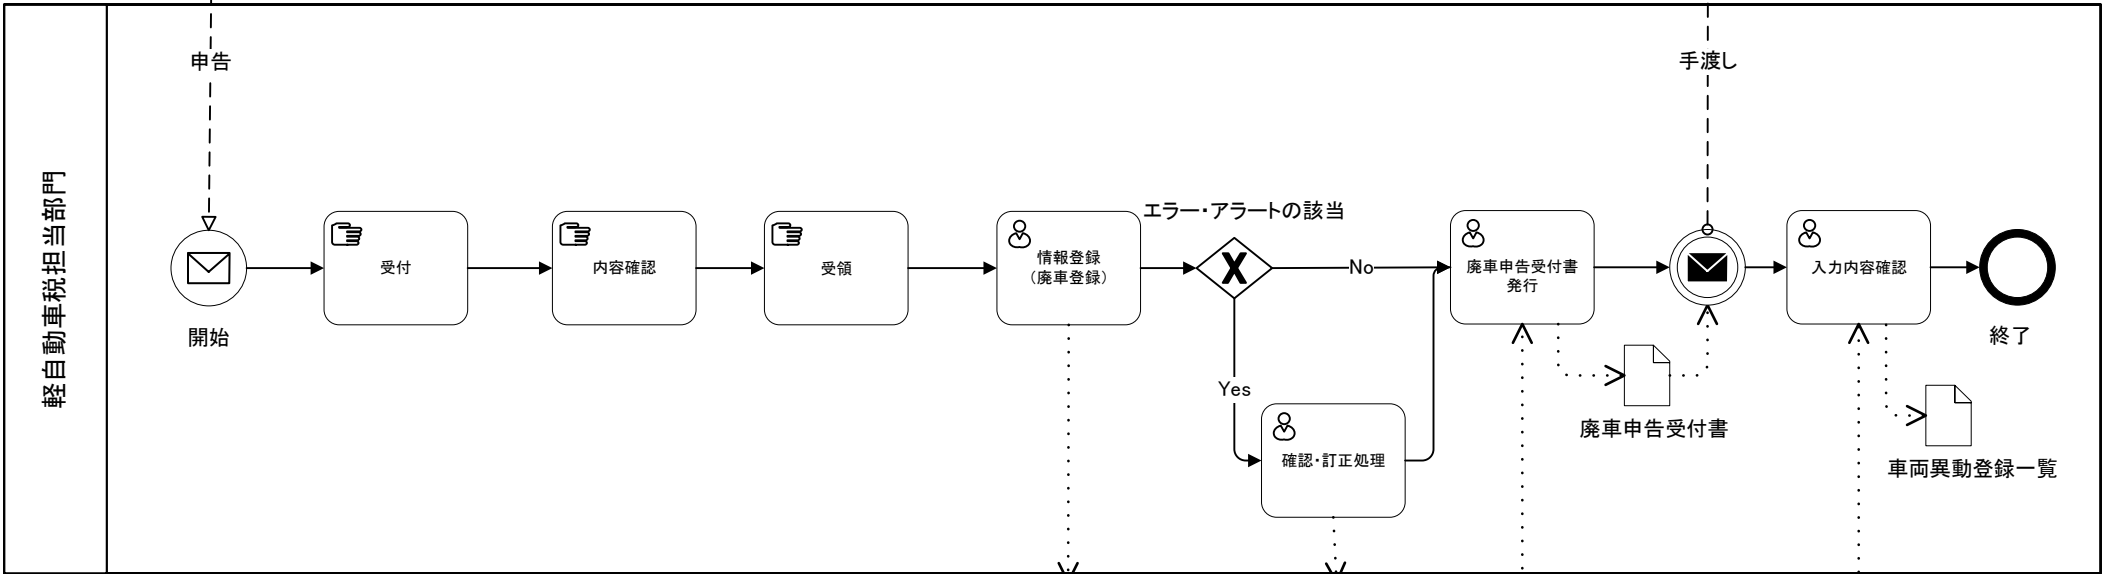 軽自動車税担当部門
申告
開始
受付
内容確認
受領
情報登録
（廃車登録）
エラー・アラートの該当
No
Yes
確認・訂正処理
廃車申告受付書
発行
廃車申告受付書
手渡し
入力内容確認
車両異動登録一覧
終了